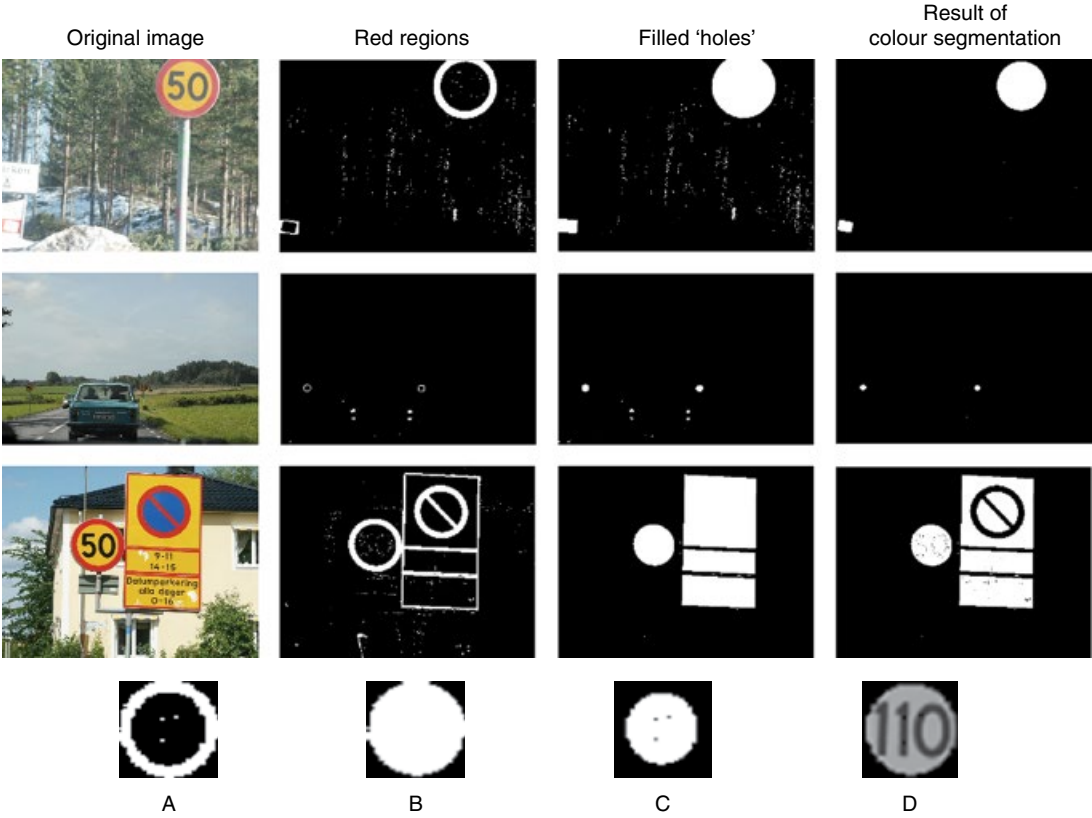 Original image
Red regions
Filled ‘holes’
Result of
colour segmentation
50
50
9-11
14-15
Datumparkering
alla dagar
0-16
110
A
B
C
D